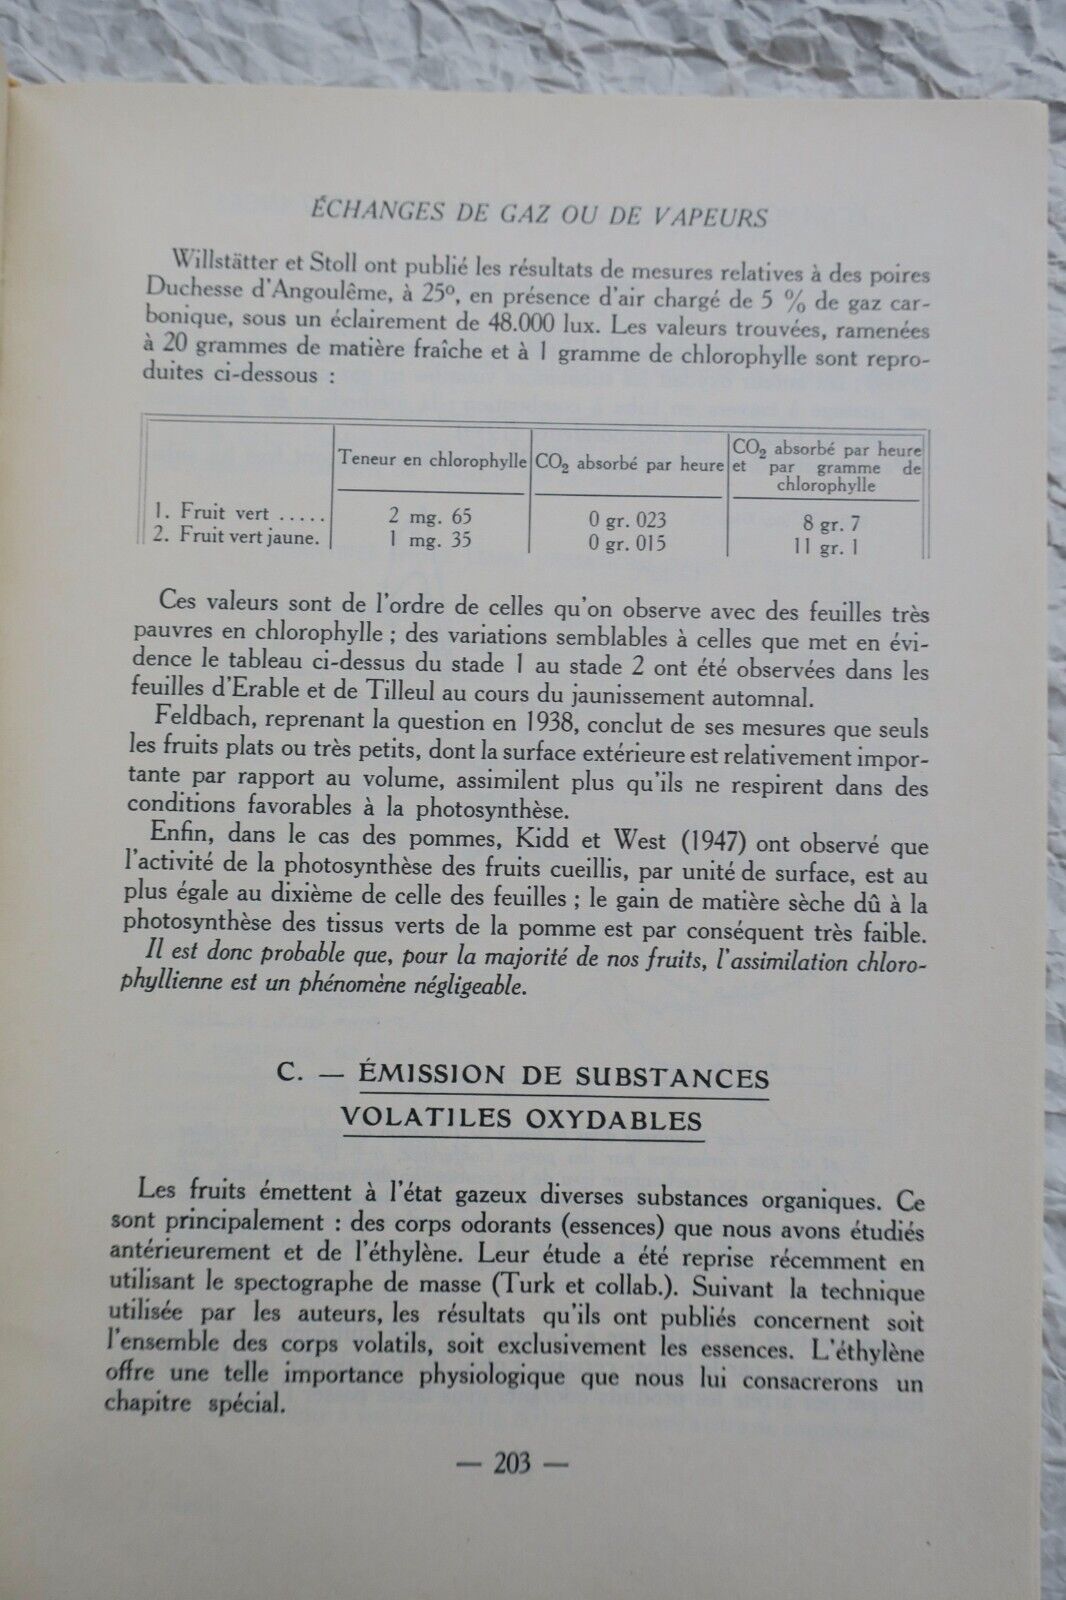 ÉCHANGES DE GAZ OU DE VAPEURS
Willstätter et Stoll ont publié les résultats de mesures relatives à des poires
Duchesse d'Angoulême, à 25º, en présence d'air chargé de 5 % de gaz car-
bonique, sous un éclairement de 48.000 lux. Les valeurs trouvées, ramenées
à 20 grammes de matière fraîche et à 1 gramme de chlorophylle sont repro-
duites ci-dessous :
Teneur en chlorophylle CO2 absorbé par heure CO2 absorbé par heure
et par gramme de
chlorophylle
1. Fruit vert ..... 2 mg. 65 0 gr. 023 8 gr. 7
2. Fruit vert jaune. 1 mg. 35 0 gr. 015 11 gr. 1
Ces valeurs sont de l'ordre de celles qu'on observe avec des feuilles très
pauvres en chlorophylle ; des variations semblables à celles que met en évi-
dence le tableau ci-dessus du stade 1 au stade 2 ont été observées dans les
feuilles d'Erable et de Tilleul au cours du jaunissement automnal.
Feldbach, reprenant la question en 1938, conclut de ses mesures que seuls
les fruits plats ou très petits, dont la surface extérieure est relativement impor-
tante par rapport au volume, assimilent plus qu'ils ne respirent dans des
conditions favorables à la photosynthèse.
Enfin, dans le cas des pommes, Kidd et West (1947) ont observé que
l'activité de la photosynthèse des fruits cueillis, par unité de surface, est au
plus égale au dixième de celle des feuilles ; le gain de matière sèche dû à la
photosynthèse des tissus verts de la pomme est par conséquent très faible.
Il est donc probable que, pour la majorité de nos fruits, l'assimilation chloro-
phyllienne est un phénomène négligeable.
C. — ÉMISSION DE SUBSTANCES
VOLATILES OXYDABLES
Les fruits émettent à l'état gazeux diverses substances organiques. Ce
sont principalement : des corps odorants (essences) que nous avons étudiés
antérieurement et de l'éthylène. Leur étude a été reprise récemment en
utilisant le spectographe de masse (Turk et collab.). Suivant la technique
utilisée par les auteurs, les résultats qu'ils ont publiés concernent soit
l'ensemble des corps volatils, soit exclusivement les essences. L'éthylène
offre une telle importance physiologique que nous lui consacrerons un
chapitre spécial.
— 203 —